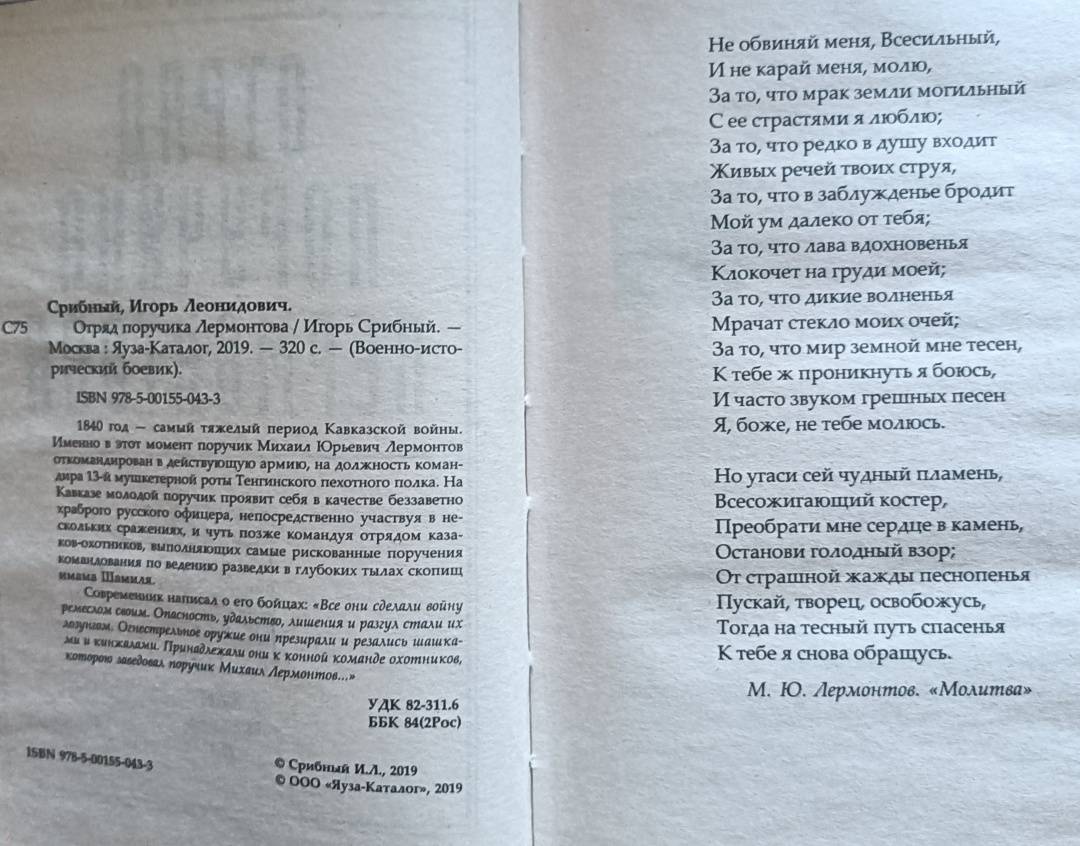 Срибный, Игорь Леонидович.
С75 Отряд поручика Лермонтова / Игорь Срибный. —
Москва : Яуза-Каталог, 2019. — 320 с. — (Военно-исто-
рический боевик).
ISBN 978-5-00155-043-3
1840 год – самый тяжелый период Кавказской войны.
Именно в этот момент поручик Михаил Юрьевич Лермонтов
откомандирован в действующую армию, на должность коман-
дира 13-й мушкетерной роты Тенгинского пехотного полка. На
Кавказе молодой поручик проявит себя в качестве беззаветно
храброго русского офицера, непосредственно участвуя в не-
скольких сражениях, и чуть позже командуя отрядом каза-
ков-охотников, выполняющих самые рискованные поручения
командования по ведению разведки в глубоких тылах скопищ
имама Шамиля.
Современник написал о его бойцах: «Все они сделали войну
ремеслом своим. Опасность, удальство, лишения и разгул стали их
лозунгом. Огнестрельное оружие они презирали и резались шашка-
ми и кинжалами. Принадлежали они к конной команде охотников,
которою заведовал поручик Михаил Лермонтов...»
УДК 82-311.6
ББК 84(2Рос)
© Срибный И.Л., 2019
© ООО «Яуза-Каталог», 2019
ISBN 978-5-00155-043-3
Не обвиняй меня, Всесильный,
И не карай меня, молю,
За то, что мрак земли могильный
С ее страстями я люблю;
За то, что редко в душу входит
Живых речей твоих струя,
За то, что в заблужденье бродит
Мой ум далеко от тебя;
За то, что лава вдохновенья
Клокочет на груди моей;
За то, что дикие волненья
Мрачат стекло моих очей;
За то, что мир земной мне тесен,
К тебе ж проникнуть я боюсь,
И часто звуком грешных песен
Я, боже, не тебе молюсь.
Но угаси сей чудный пламень,
Всесожигающий костер,
Преобрати мне сердце в камень,
Останови голодный взор;
От страшной жажды песнопенья
Пускай, творец, освобожусь,
Тогда на тесный путь спасенья
К тебе я снова обращусь.
М. Ю. Лермонтов. «Молитва»